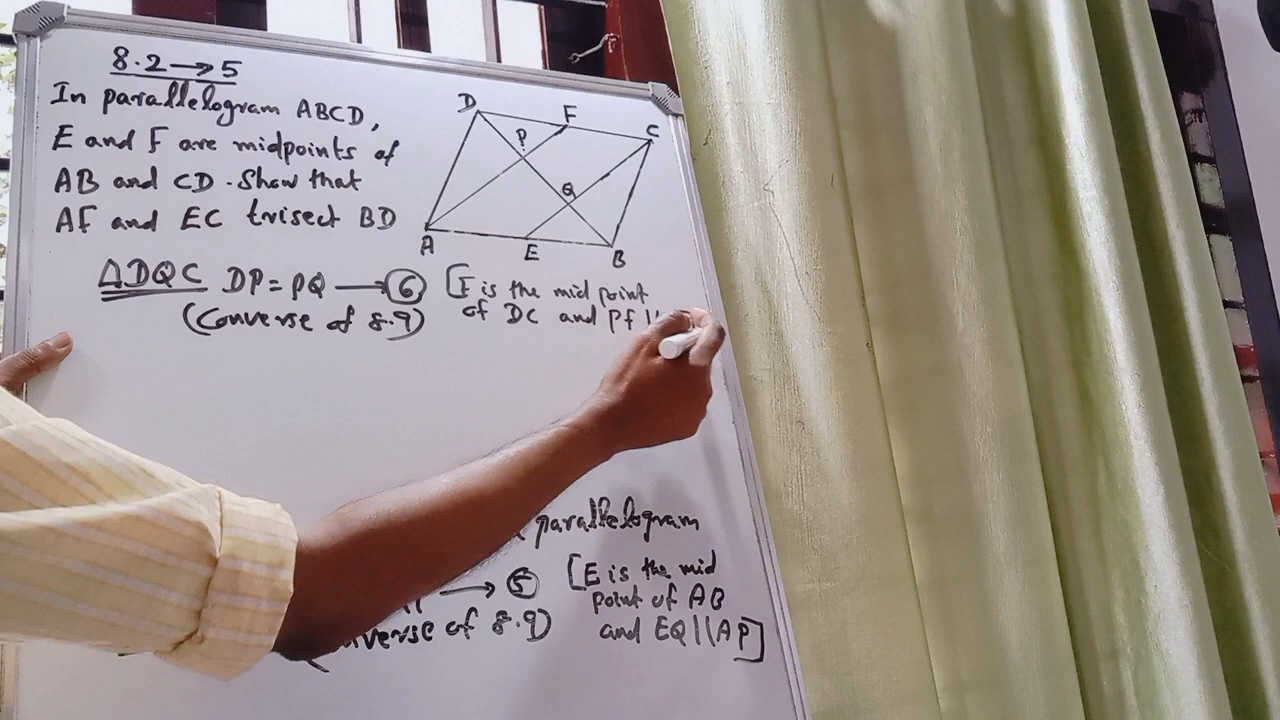 8.2→5
In parallelogram ABCD,
E and F are midpoints of
AB and CD. Show that
AF and EC trisect BD
D F C
P
Q
A E B
ΔDQC DP = PQ → 6 [F is the mid point
(Converse of 8.9) of DC and PF ||
parallelogram
→ 5 [E is the mid
point of AB
of 8.9) and EQ||AP]